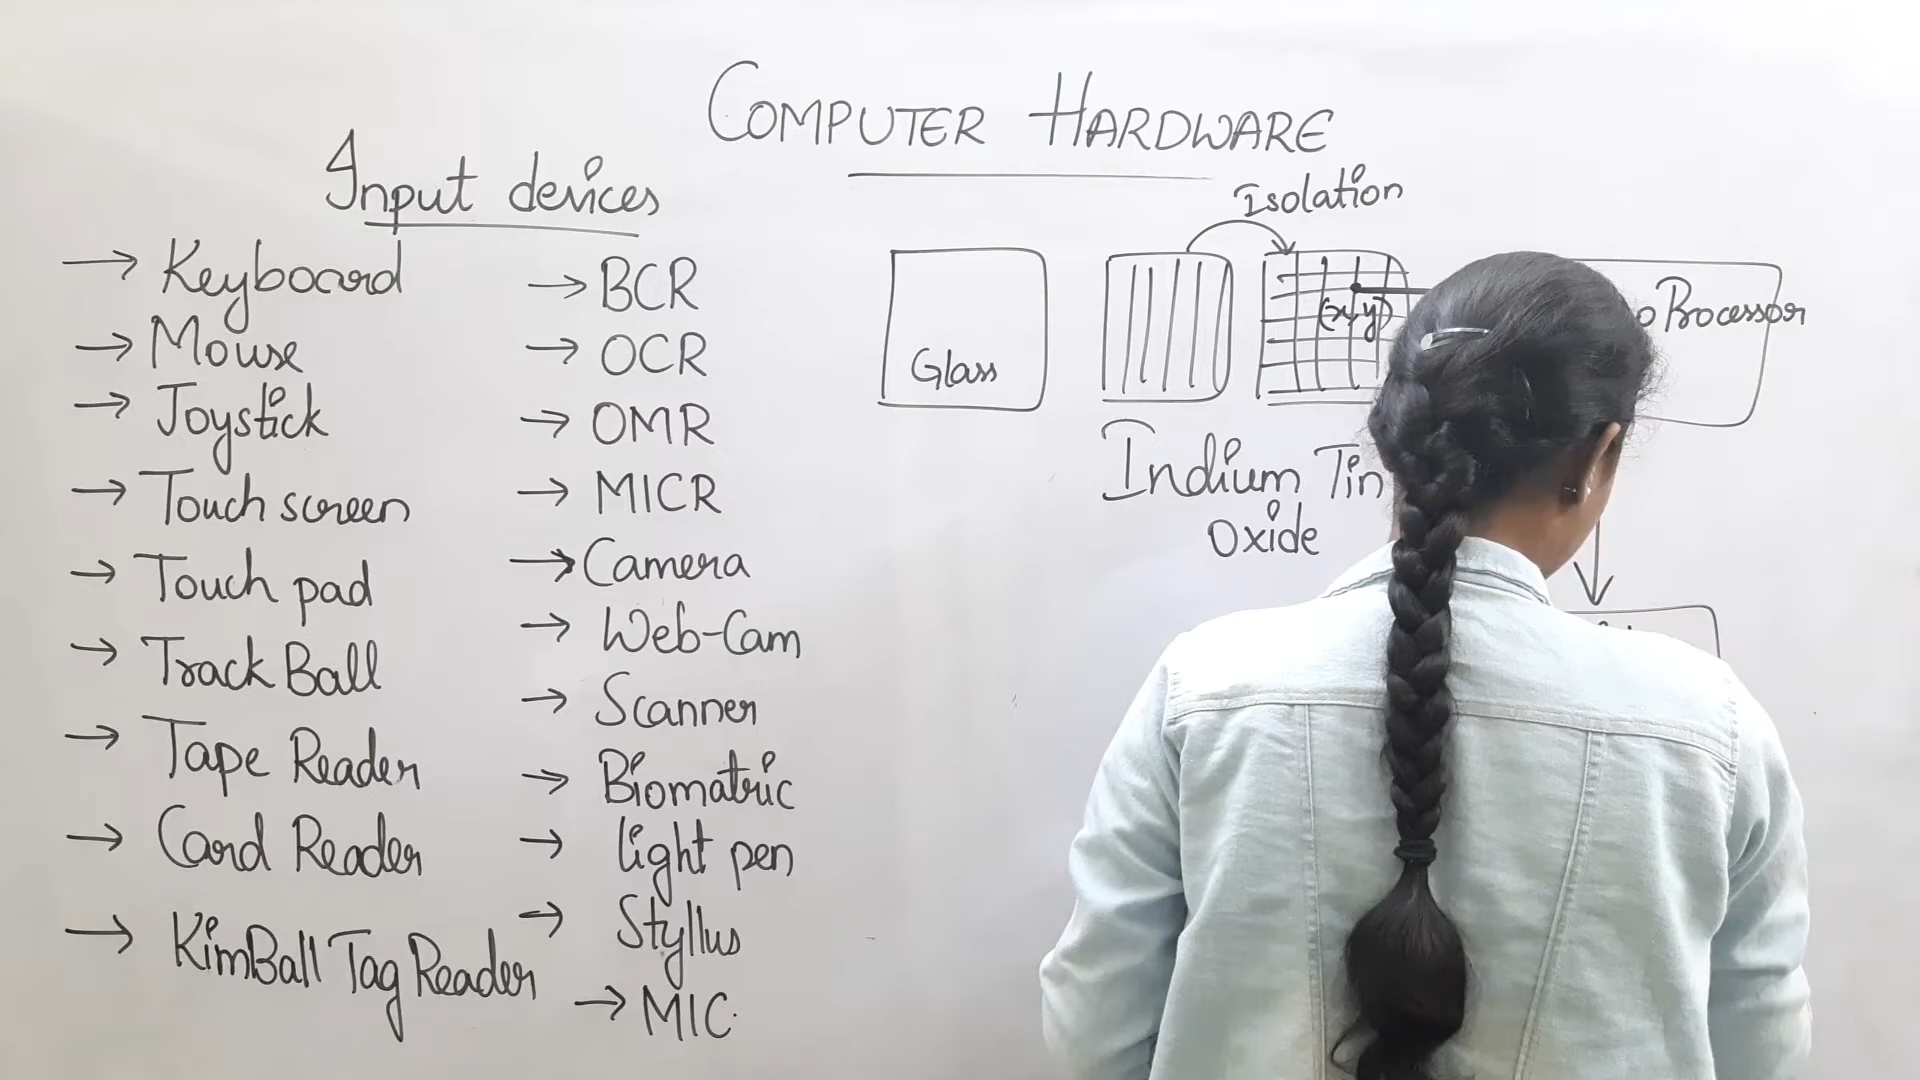 COMPUTER HARDWARE
Input devices
→ Keyboard
→ Mouse
→ Joystick
→ Touch screen
→ Touch pad
→ Track Ball
→ Tape Reader
→ Card Reader
→ KimBall Tag Reader
→ BCR
→ OCR
→ OMR
→ MICR
→ Camera
→ Web-Cam
→ Scanner
→ Biomatric
→ light pen
→ Styllus
→ MIC.
Isolation
Glass
(x,y)
Processor
Indium Tin
Oxide